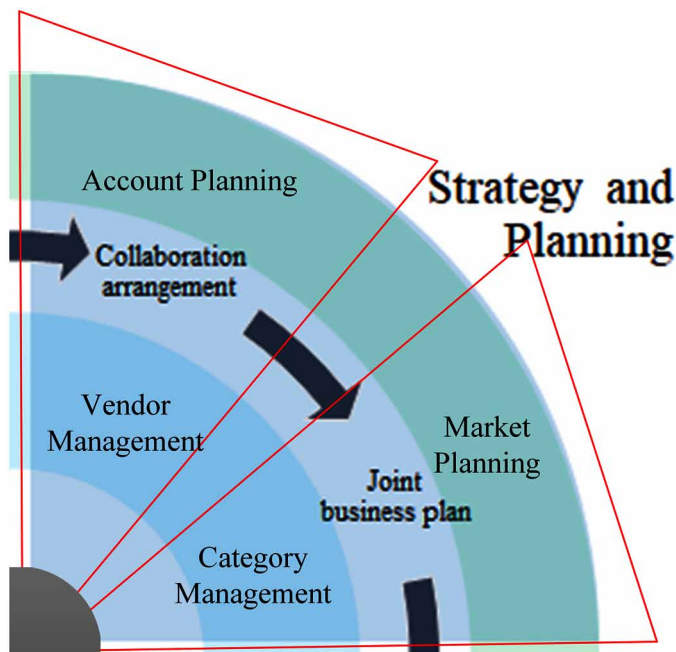 Account Planning
Strategy and
Planning
Collaboration
arrangement
Vendor
Management
Market
Planning
Joint
business plan
Category
Management